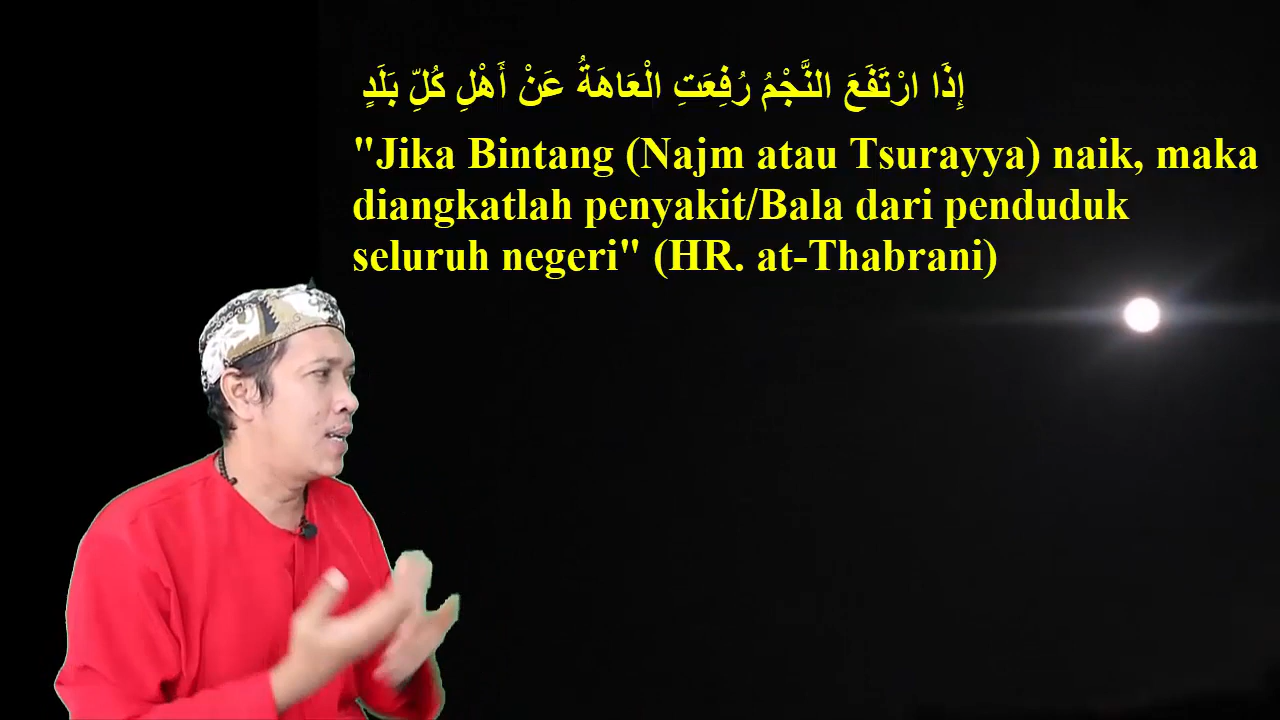 إِذَا ارْتَفَعَ النَّجْمُ رُفِعَتِ الْعَاهَةُ عَنْ أَهْلِ كُلِّ بَلَدٍ
"Jika Bintang (Najm atau Tsurayya) naik, maka
diangkatlah penyakit/Bala dari penduduk
seluruh negeri" (HR. at-Thabrani)